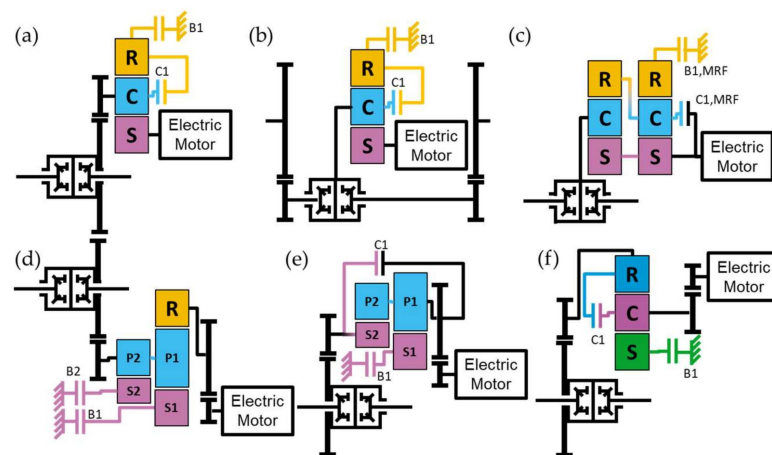 (a)
B1
R
C1
C
S
Electric
Motor
(b)
B1
R
C1
C
S
Electric
Motor
(c)
R
R
B1,MRF
C1,MRF
C
C
S
S
Electric
Motor
(d)
R
P2
P1
B2
S2
B1
S1
Electric
Motor
(e)
C1
P2
P1
S2
S1
B1
Electric
Motor
(f)
R
C
C1
S
B1
Electric
Motor